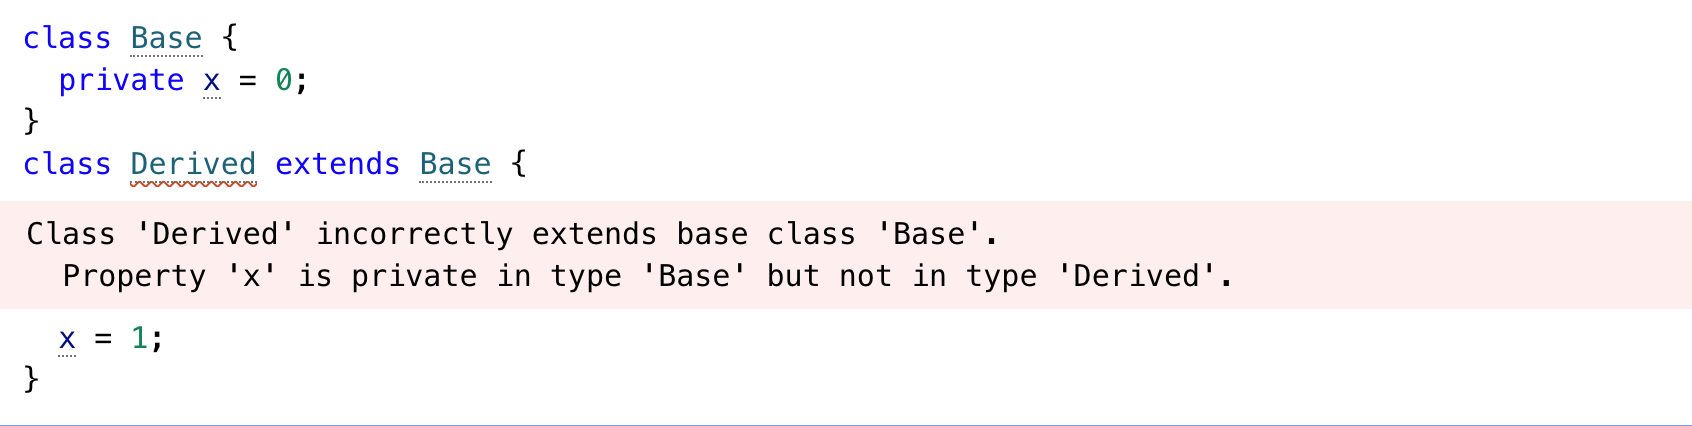 class Base {
  private x = 0;
}
class Derived extends Base {
Class 'Derived' incorrectly extends base class 'Base'.
  Property 'x' is private in type 'Base' but not in type 'Derived'.
  x = 1;
}